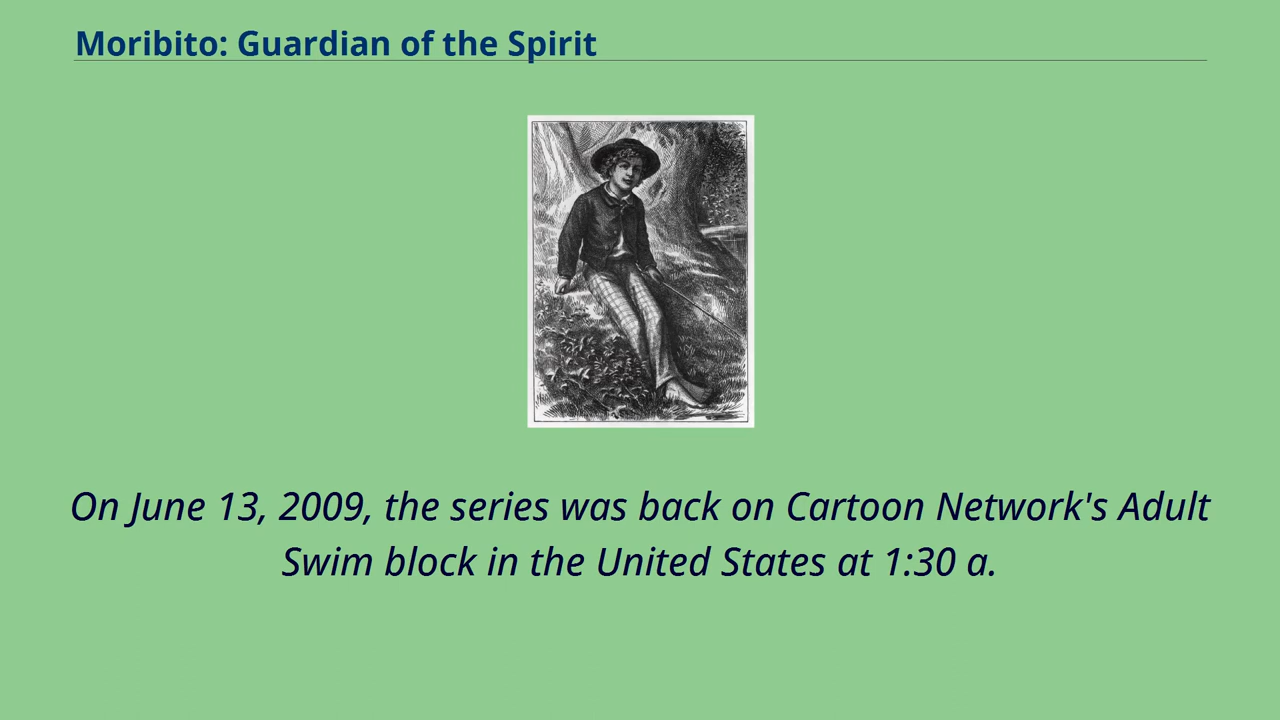 Moribito: Guardian of the Spirit
On June 13, 2009, the series was back on Cartoon Network's Adult
Swim block in the United States at 1:30 a.